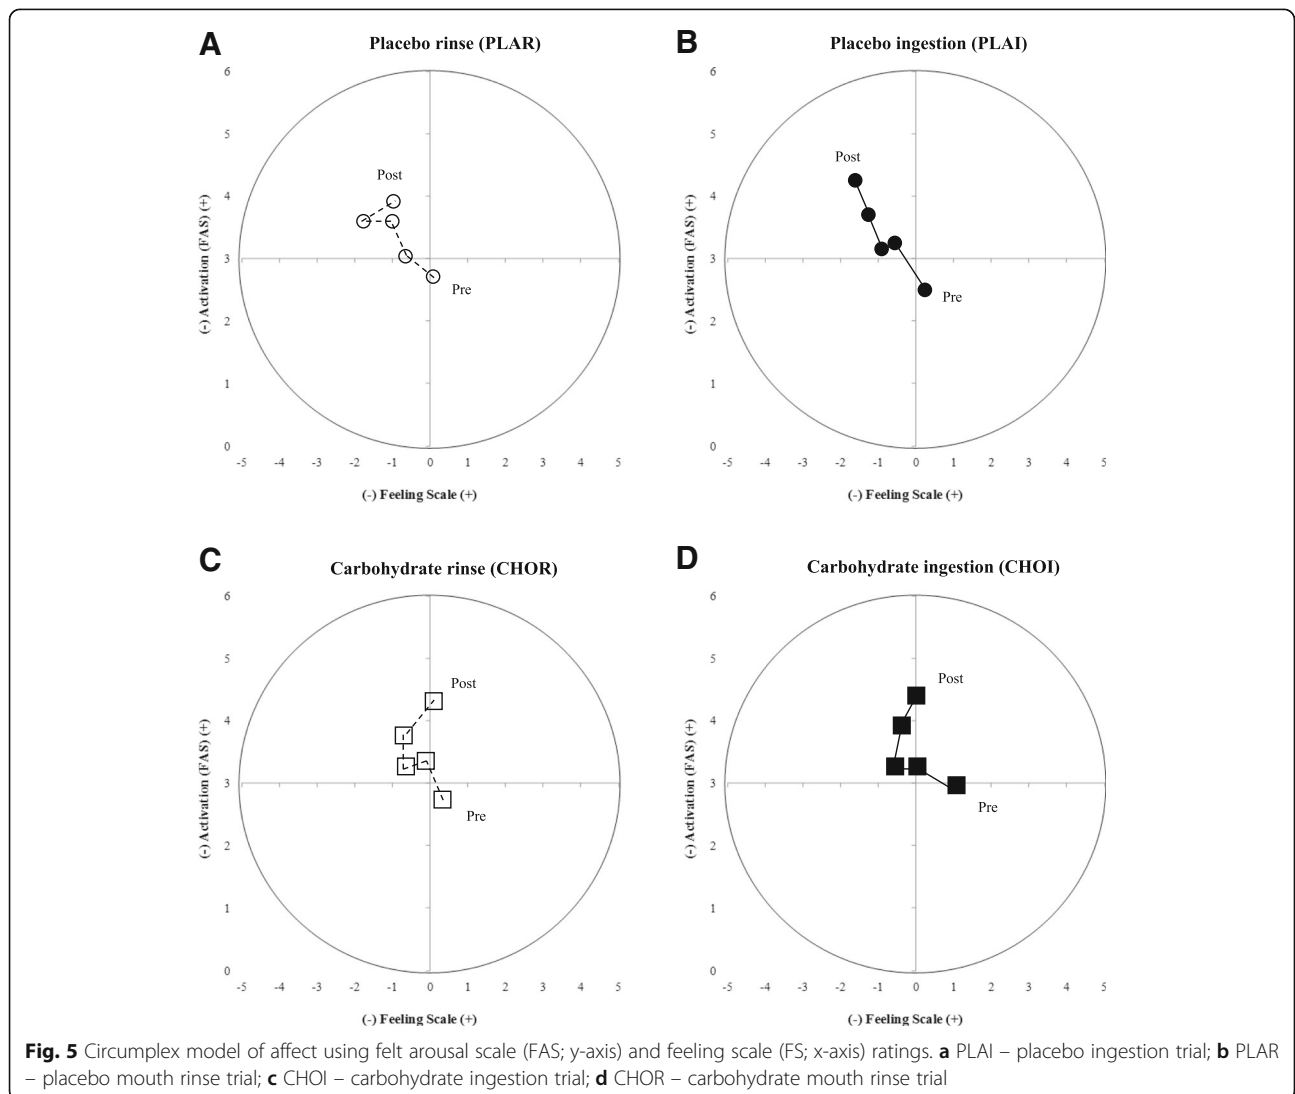 A
Placebo rinse (PLAR)
6
5
4
3
2
1
0
-5 -4 -3 -2 -1 0 1 2 3 4 5
(-) Activation (FAS) (+)
(-) Feeling Scale (+)
Post
Pre
B
Placebo ingestion (PLAI)
6
5
4
3
2
1
0
-5 -4 -3 -2 -1 0 1 2 3 4 5
(-) Activation (FAS) (+)
(-) Feeling Scale (+)
Post
Pre
C
Carbohydrate rinse (CHOR)
6
5
4
3
2
1
0
-5 -4 -3 -2 -1 0 1 2 3 4 5
(-) Activation (FAS) (+)
(-) Feeling Scale (+)
Post
Pre
D
Carbohydrate ingestion (CHOI)
6
5
4
3
2
1
0
-5 -4 -3 -2 -1 0 1 2 3 4 5
(-) Activation (FAS) (+)
(-) Feeling Scale (+)
Post
Pre
Fig. 5 Circumplex model of affect using felt arousal scale (FAS; y-axis) and feeling scale (FS; x-axis) ratings. a PLAI – placebo ingestion trial; b PLAR
– placebo mouth rinse trial; c CHOI – carbohydrate ingestion trial; d CHOR – carbohydrate mouth rinse trial